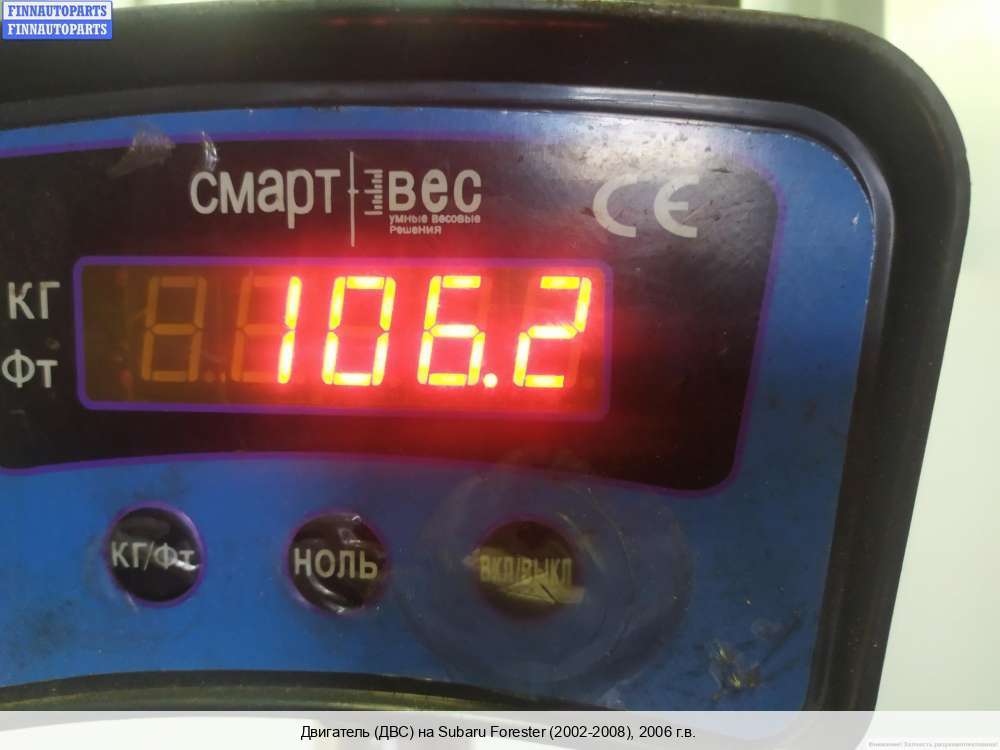 FINNAUTOPARTS
FINNAUTOPARTS
смарт вес
умные весовые
решения
CE
КГ
Фт
106.2
КГ/Фт
НОЛЬ
ВКЛ/ВЫКЛ
Двигатель (ДВС) на Subaru Forester (2002-2008), 2006 г.в.